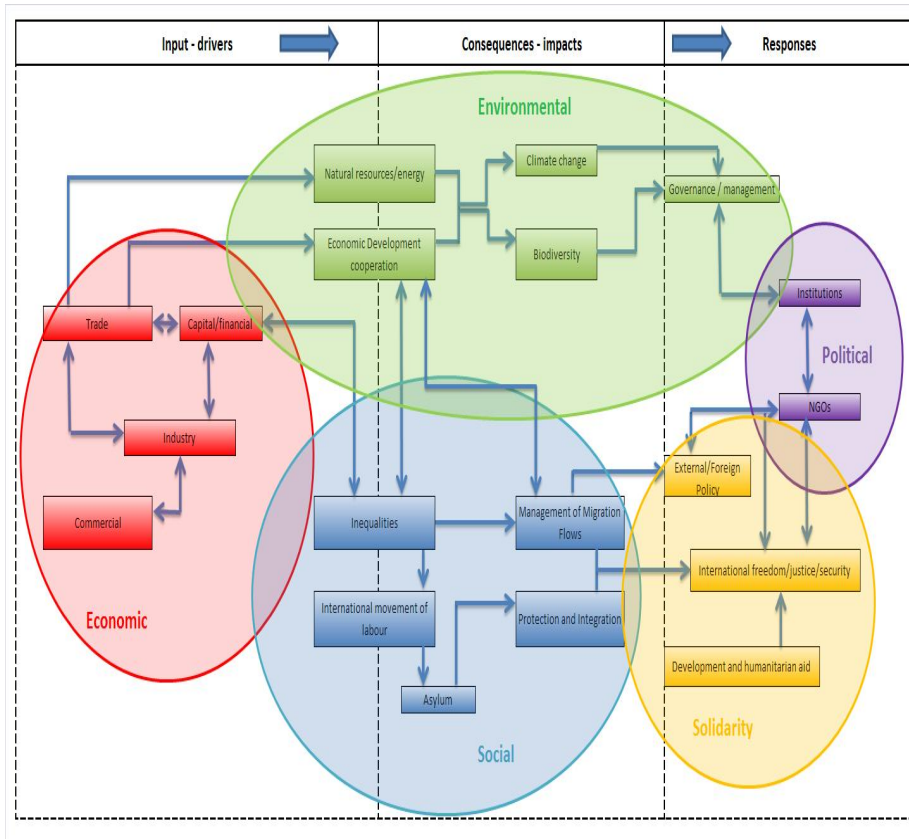 Input - drivers
Consequences - impacts
Responses
Environmental
Natural resources/energy
Climate change
Governance / management
Economic Development
cooperation
Biodiversity
Institutions
Trade
Capital/financial
Political
NGOs
Industry
External/Foreign
Policy
Commercial
Inequalities
Management of Migration
Flows
International freedom/justice/security
Economic
International movement of
labour
Protection and Integration
Development and humanitarian aid
Asylum
Social
Solidarity